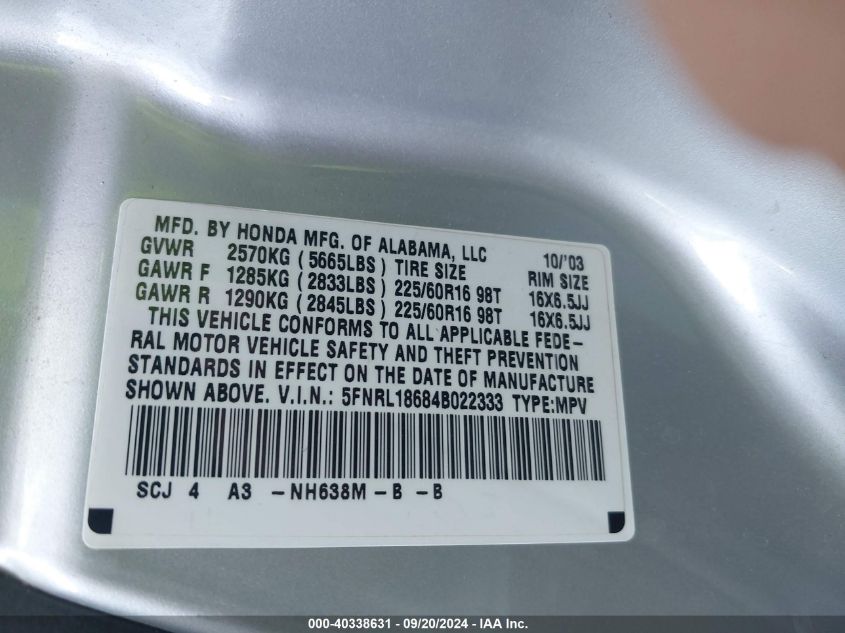 MFD. BY HONDA MFG. OF ALABAMA, LLC 10/'03
GVWR 2570KG (5665LBS) TIRE SIZE RIM SIZE
GAWR F 1285KG (2833LBS) 225/60R16 98T 16X6.5JJ
GAWR R 1290KG (2845LBS) 225/60R16 98T 16X6.5JJ
THIS VEHICLE CONFORMS TO ALL APPLICABLE FEDE-
RAL MOTOR VEHICLE SAFETY AND THEFT PREVENTION
STANDARDS IN EFFECT ON THE DATE OF MANUFACTURE
SHOWN ABOVE. V.I.N.: 5FNRL18684B022333 TYPE:MPV
SCJ 4 A3 -NH638M -B -B
000-40338631 - 09/20/2024 - IAA Inc.